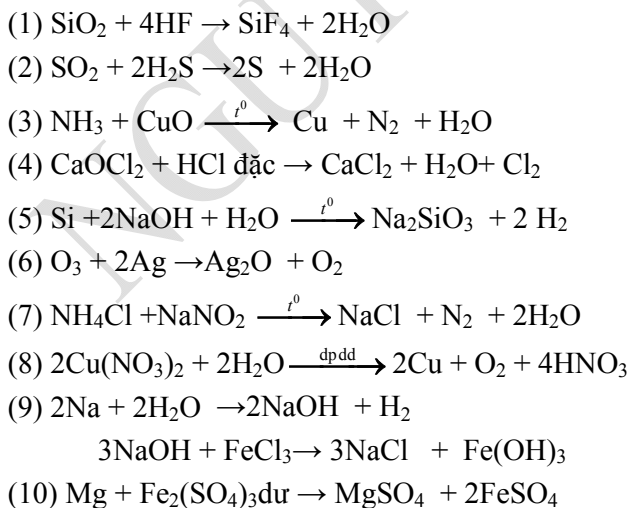 NGUY
(1) SiO₂ + 4HF → SiF₄ + 2H₂O
(2) SO₂ + 2H₂S →2S + 2H₂O
(3) NH₃ + CuO —t⁰→ Cu + N₂ + H₂O
(4) CaOCl₂ + HCl đặc → CaCl₂ + H₂O+ Cl₂
(5) Si +2NaOH + H₂O —t⁰→ Na₂SiO₃ + 2 H₂
(6) O₃ + 2Ag →Ag₂O + O₂
(7) NH₄Cl +NaNO₂ —t⁰→ NaCl + N₂ + 2H₂O
(8) 2Cu(NO₃)₂ + 2H₂O —dpdd→ 2Cu + O₂ + 4HNO₃
(9) 2Na + 2H₂O →2NaOH + H₂
3NaOH + FeCl₃→ 3NaCl + Fe(OH)₃
(10) Mg + Fe₂(SO₄)₃dư → MgSO₄ + 2FeSO₄